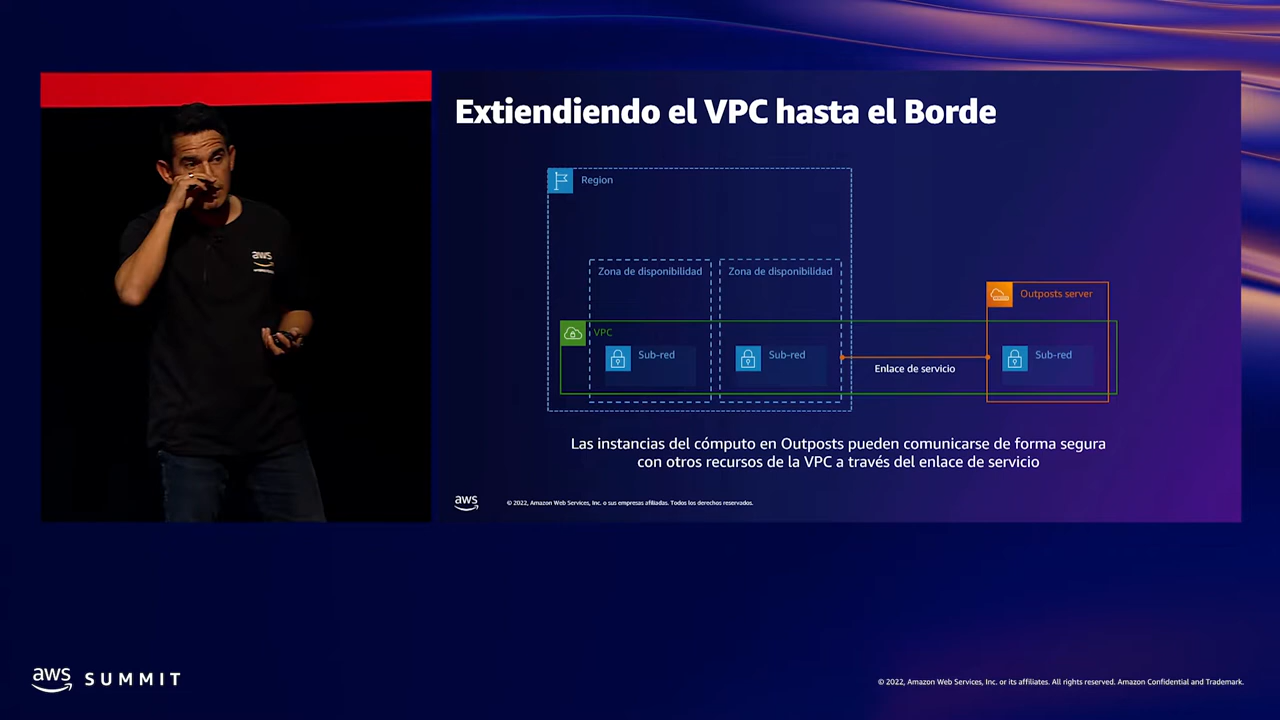 Extiendiendo el VPC hasta el Borde
Region
Zona de disponibilidad
Zona de disponibilidad
Outposts server
VPC
Sub-red
Sub-red
Sub-red
Enlace de servicio
Las instancias del cómputo en Outposts pueden comunicarse de forma segura
con otros recursos de la VPC a través del enlace de servicio
aws
© 2022, Amazon Web Services, Inc. o sus empresas afiliadas. Todos los derechos reservados.
aws
aws SUMMIT
© 2022, Amazon Web Services, Inc. or its affiliates. All rights reserved. Amazon Confidential and Trademark.